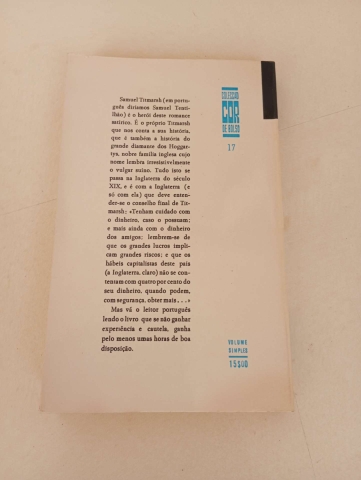 Samuel Titmarsh (em portu-
guês diríamos Samuel Tenti-
lhão) é o herói deste romance
satírico. É o próprio Titmarsh
que nos conta a sua história,
que é também a história do
grande diamante dos Hoggar-
tys, nobre família inglesa cujo
nome lembra irresistivelmente
o vulgar suíno. Tudo isto se
passa na Inglaterra do século
XIX, e é com a Inglaterra (e
só com ela) que deve enten-
der-se o conselho final de Tit-
marsh: «Tenham cuidado com
o dinheiro, caso o possuam;
e mais ainda com o dinheiro
dos amigos; lembrem-se de
que os grandes lucros impli-
cam grandes riscos; e que os
hábeis capitalistas deste país
(a Inglaterra, claro) não se con-
tentam com quatro por cento do
seu dinheiro, quando podem,
com segurança, obter mais...»
Mas vá o leitor português
lendo o livro que se não ganhar
experiência e cautela, ganha
pelo menos umas horas de boa
disposição.
COLECÇÃO
COR
DE BOLSO
17
VOLUME
SIMPLES
15$00